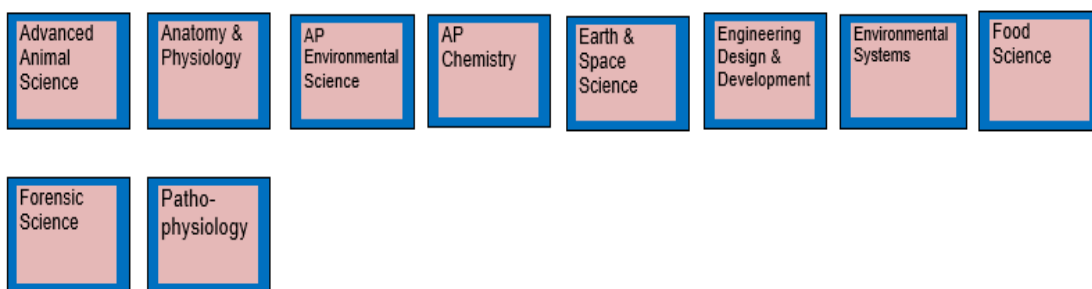 Advanced
Animal
Science
Anatomy &
Physiology
AP
Environmental
Science
AP
Chemistry
Earth &
Space
Science
Engineering
Design &
Development
Environmental
Systems
Food
Science
Forensic
Science
Patho-
physiology